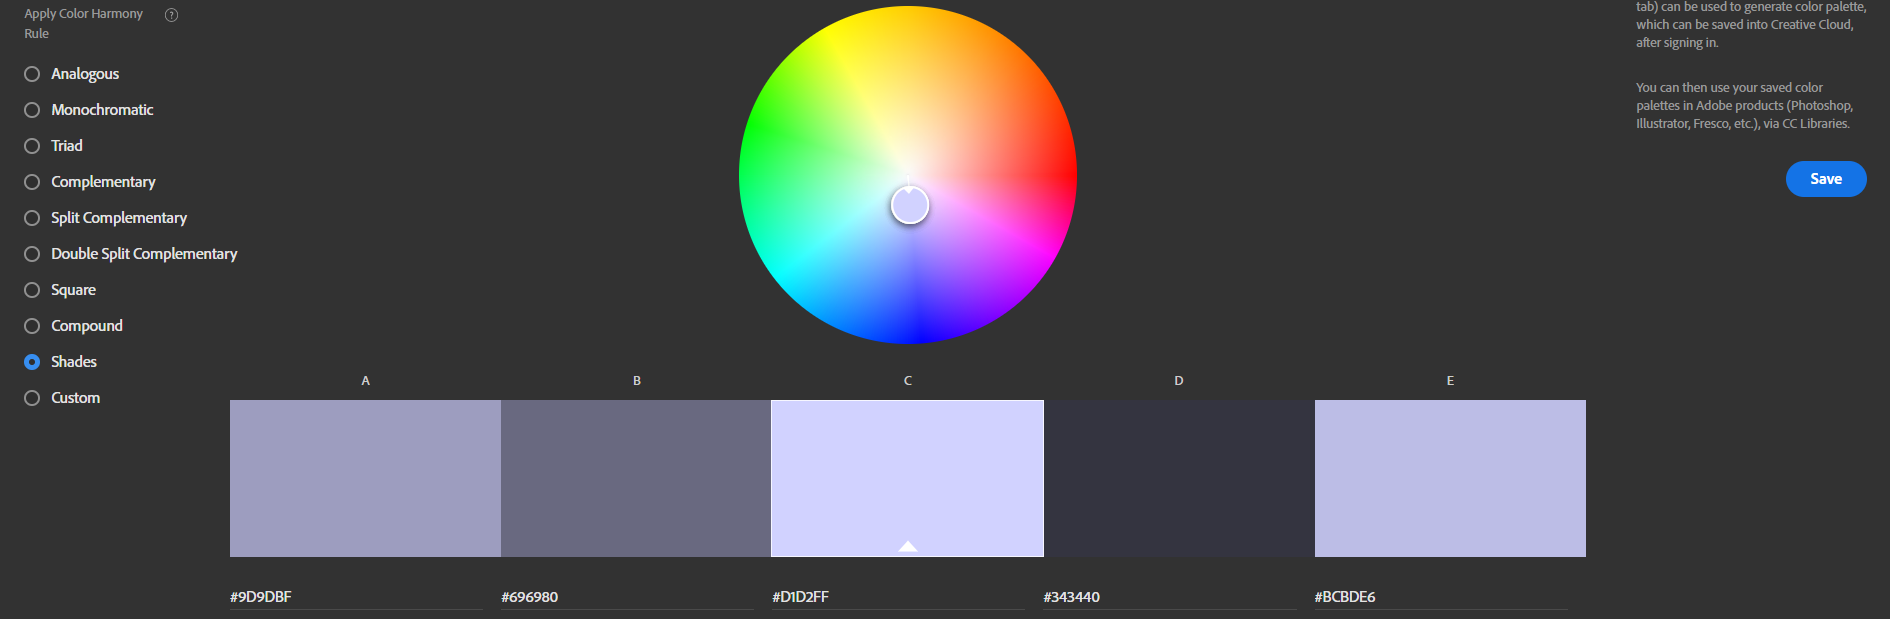 Apply Color Harmony
Rule
?
Analogous
Monochromatic
Triad
Complementary
Split Complementary
Double Split Complementary
Square
Compound
Shades
Custom
tab) can be used to generate color palette,
which can be saved into Creative Cloud,
after signing in.
You can then use your saved color
palettes in Adobe products (Photoshop,
Illustrator, Fresco, etc.), via CC Libraries.
Save
A B C D E
#9D9DBF #696980 #D1D2FF #343440 #BCBDE6